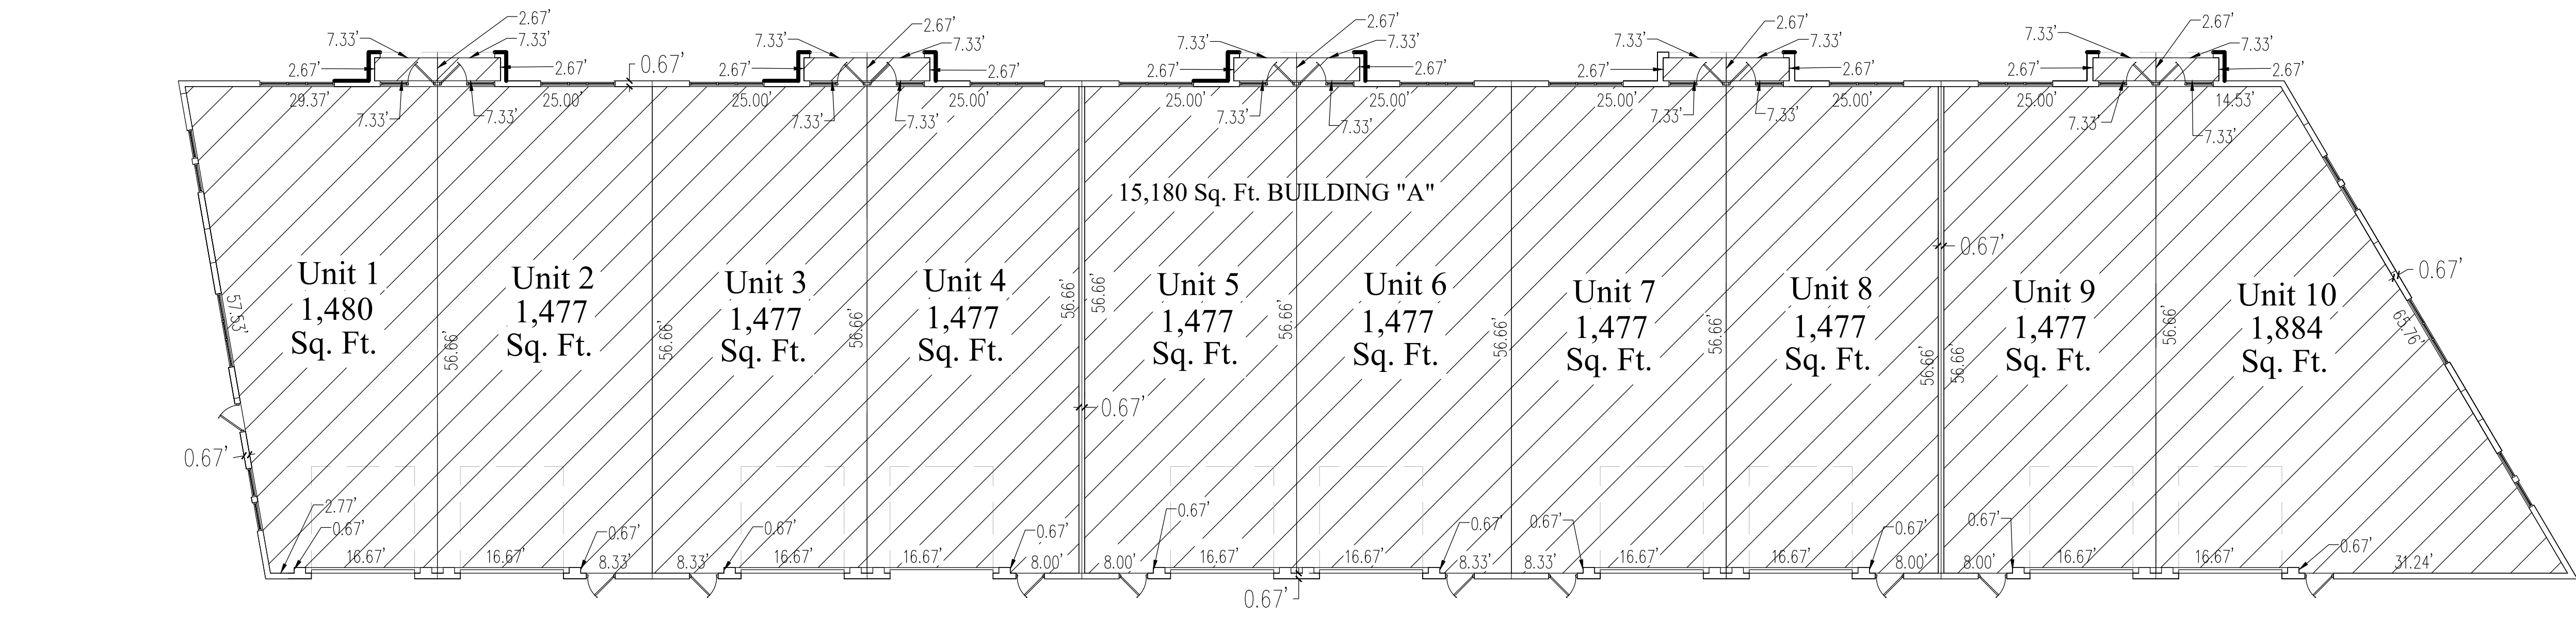 2.67' 2.67' 2.67' 2.67' 2.67'
7.33' 7.33' 7.33' 7.33' 7.33' 7.33' 7.33' 7.33' 7.33' 7.33'
2.67' 2.67' 0.67' 2.67' 2.67' 2.67' 2.67' 2.67' 2.67' 2.67' 2.67'
29.37' 25.00' 25.00' 25.00' 25.00' 25.00' 25.00' 25.00' 25.00' 14.53'
7.33' 7.33' 7.33' 7.33' 7.33' 7.33' 7.33' 7.33' 7.33' 7.33'
15,180 Sq. Ft. BUILDING "A"
0.67' 0.67'
Unit 1
1,480
Sq. Ft.
Unit 2
1,477
Sq. Ft.
Unit 3
1,477
Sq. Ft.
Unit 4
1,477
Sq. Ft.
Unit 5
1,477
Sq. Ft.
Unit 6
1,477
Sq. Ft.
Unit 7
1,477
Sq. Ft.
Unit 8
1,477
Sq. Ft.
Unit 9
1,477
Sq. Ft.
Unit 10
1,884
Sq. Ft.
57.53' 56.66' 56.66' 56.66' 56.66' 56.66' 56.66' 56.66' 56.66' 56.66' 56.66' 56.66' 65.76'
0.67'
0.67'
2.77'
0.67' 0.67' 0.67' 0.67' 0.67' 0.67' 0.67' 0.67' 0.67' 0.67'
16.67' 16.67' 8.33' 8.33' 16.67' 16.67' 8.00' 8.00' 16.67' 16.67' 8.33' 8.33' 16.67' 16.67' 8.00' 8.00' 16.67' 16.67' 31.24'
0.67'